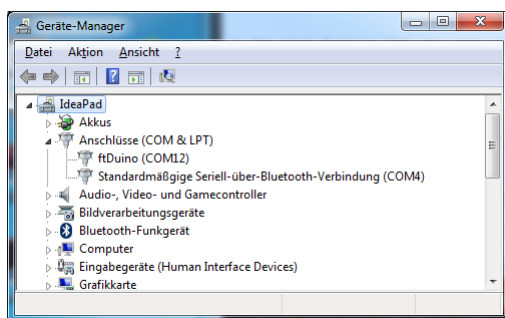 Geräte-Manager
Datei Aktion Ansicht ?
IdeaPad
Akkus
Anschlüsse (COM & LPT)
ftDuino (COM12)
Standardmäßgige Seriell-über-Bluetooth-Verbindung (COM4)
Audio-, Video- und Gamecontroller
Bildverarbeitungsgeräte
Bluetooth-Funkgerät
Computer
Eingabegeräte (Human Interface Devices)
Grafikkarte